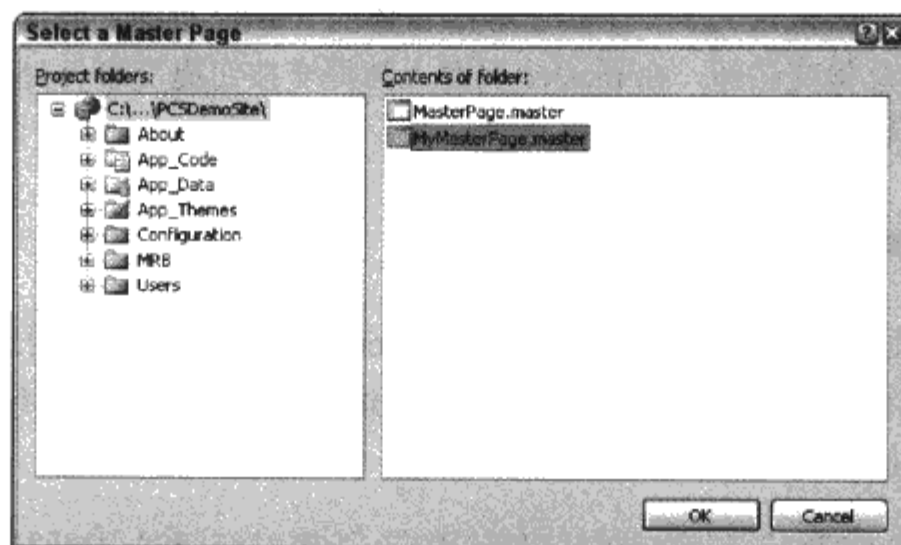 Select a Master Page
Project folders:
C:\...\PCSDemoSite\
About
App_Code
App_Data
App_Themes
Configuration
MRB
Users
Contents of folder:
MasterPage.master
MyMasterPage.master
OK
Cancel